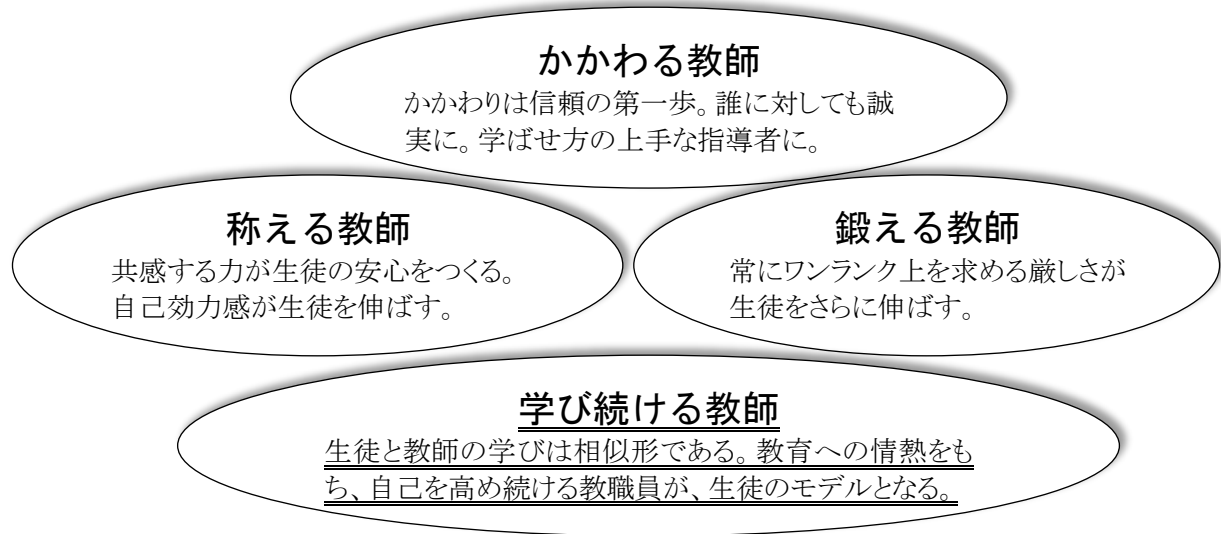 かかわる教師
かかわりは信頼の第一歩。誰に対しても誠
実に。学ばせ方の上手な指導者に。
称える教師
共感する力が生徒の安心をつくる。
自己効力感が生徒を伸ばす。
鍛える教師
常にワンランク上を求める厳しさが
生徒をさらに伸ばす。
学び続ける教師
生徒と教師の学びは相似形である。教育への情熱をも
ち、自己を高め続ける教職員が、生徒のモデルとなる。